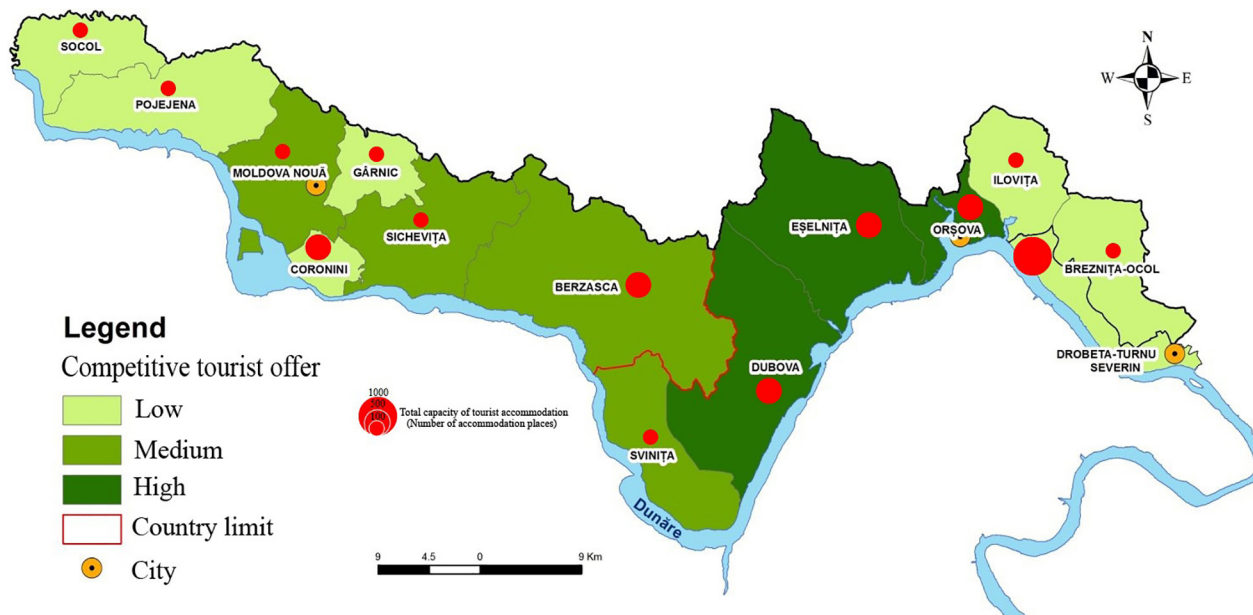 N
W
E
S
SOCOL
POJEJENA
MOLDOVA NOUĂ
GÂRNIC
SICHEVIȚA
CORONINI
BERZASCA
SVINIȚA
DUBOVA
EȘELNIȚA
ORȘOVA
ILOVIȚA
BREZNIȚA-OCOL
DROBETA-TURNU
SEVERIN
Dunăre
Legend
Competitive tourist offer
Low
Medium
High
Country limit
City
1000
500
100
Total capacity of tourist accommodation
(Number of accommodation places)
9 4.5 0 9 Km